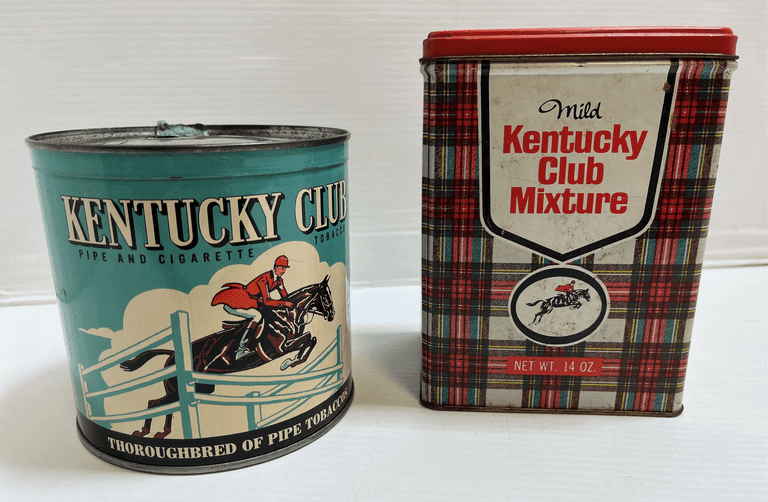 KENTUCKY CLUB
PIPE AND CIGARETTE TOBACCO
THOROUGHBRED OF PIPE TOBACCOS
Mild
Kentucky
Club
Mixture
NET WT. 14 OZ.